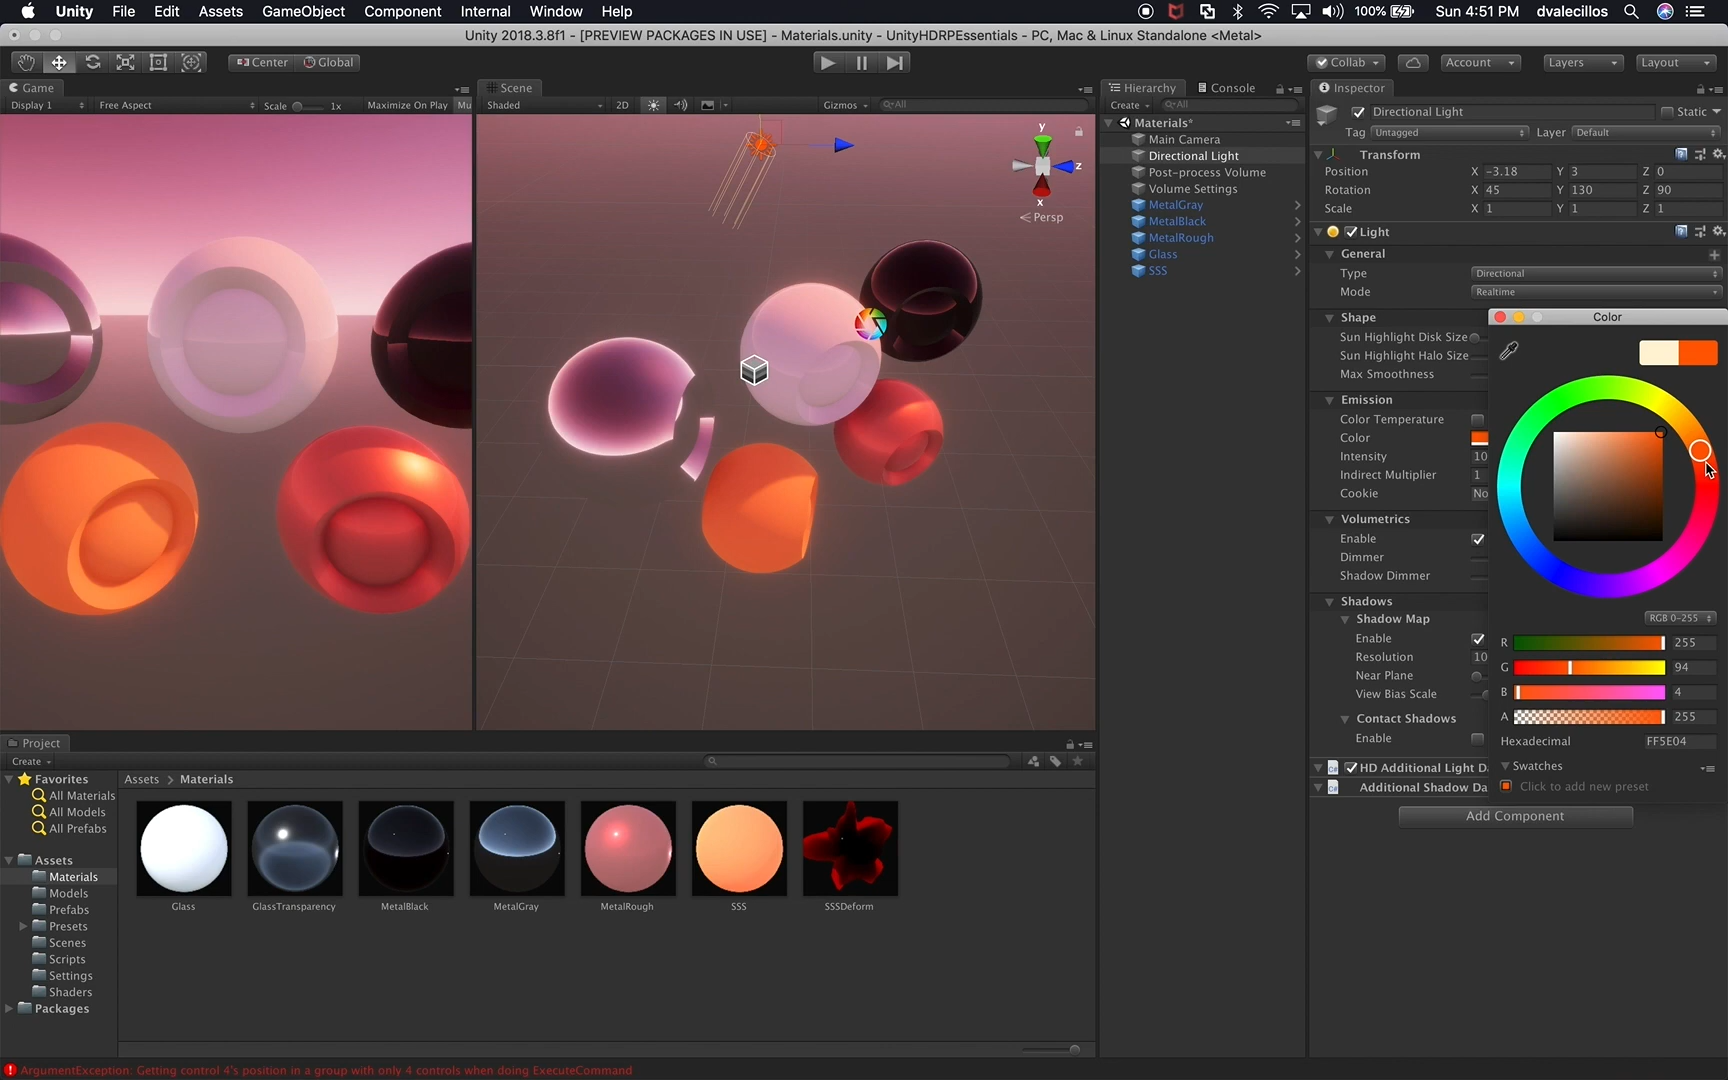 Unity File Edit Assets GameObject Component Internal Window Help 100% Sun 4:51 PM dvalecillos
Unity 2018.3.8f1 - [PREVIEW PACKAGES IN USE] - Materials.unity - UnityHDRPEssentials - PC, Mac & Linux Standalone <Metal>
Center Global Collab Account Layers Layout
Game
Display 1 Free Aspect Scale 1x Maximize On Play Mu
Scene
Shaded 2D Gizmos All
y
z
x
Persp
Hierarchy Console
Create All
Materials*
Main Camera
Directional Light
Post-process Volume
Volume Settings
MetalGray
MetalBlack
MetalRough
Glass
SSS
Inspector
Directional Light Static
Tag Untagged Layer Default
Transform
Position X -3.18 Y 3 Z 0
Rotation X 45 Y 130 Z 90
Scale X 1 Y 1 Z 1
Light
General
Type Directional
Mode Realtime
Shape
Sun Highlight Disk Size
Sun Highlight Halo Size
Max Smoothness
Emission
Color Temperature
Color
Intensity 10
Indirect Multiplier 1
Cookie No
Volumetrics
Enable
Dimmer
Shadow Dimmer
Shadows
Shadow Map
Enable
Resolution 10
Near Plane
View Bias Scale
Contact Shadows
Enable
HD Additional Light Da
Additional Shadow Da
Add Component
Color
RGB 0-255
R 255
G 94
B 4
A 255
Hexadecimal FF5E04
Swatches
Click to add new preset
Project
Create
Favorites
All Materials
All Models
All Prefabs
Assets
Materials
Models
Prefabs
Presets
Scenes
Scripts
Settings
Shaders
Packages
Assets > Materials
Glass GlassTransparency MetalBlack MetalGray MetalRough SSS SSSDeform
ArgumentException: Getting control 4's position in a group with only 4 controls when doing ExecuteCommand